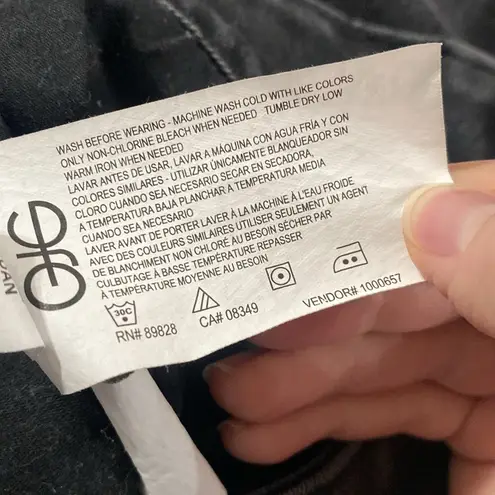 WASH BEFORE WEARING - MACHINE WASH COLD WITH LIKE COLORS
ONLY NON-CHLORINE BLEACH WHEN NEEDED TUMBLE DRY LOW
WARM IRON WHEN NEEDED
LAVAR ANTES DE USAR, LAVAR A MAQUINA CON AGUA FRÍA Y CON
COLORES SIMILARES - UTILIZAR ÚNICAMENTE BLANQUEADOR SIN
CLORO CUANDO SEA NECESARIO SECAR EN SECADORA,
A TEMPERATURA BAJA PLANCHAR A TEMPERATURA MEDIA
CUANDO SEA NECESARIO
LAVER AVANT DE PORTER LAVER À LA MACHINE À L'EAU FROIDE
AVEC DES COULEURS SIMILAIRES UTILISER SEULEMENT UN AGENT
DE BLANCHIMENT NON CHLORÉ AU BESOIN SÉCHER PAR
CULBUTAGE À BASSE TEMPÉRATURE REPASSER
À TEMPÉRATURE MOYENNE AU BESOIN
30C
RN# 89828 CA# 08349 VENDOR# 1000657